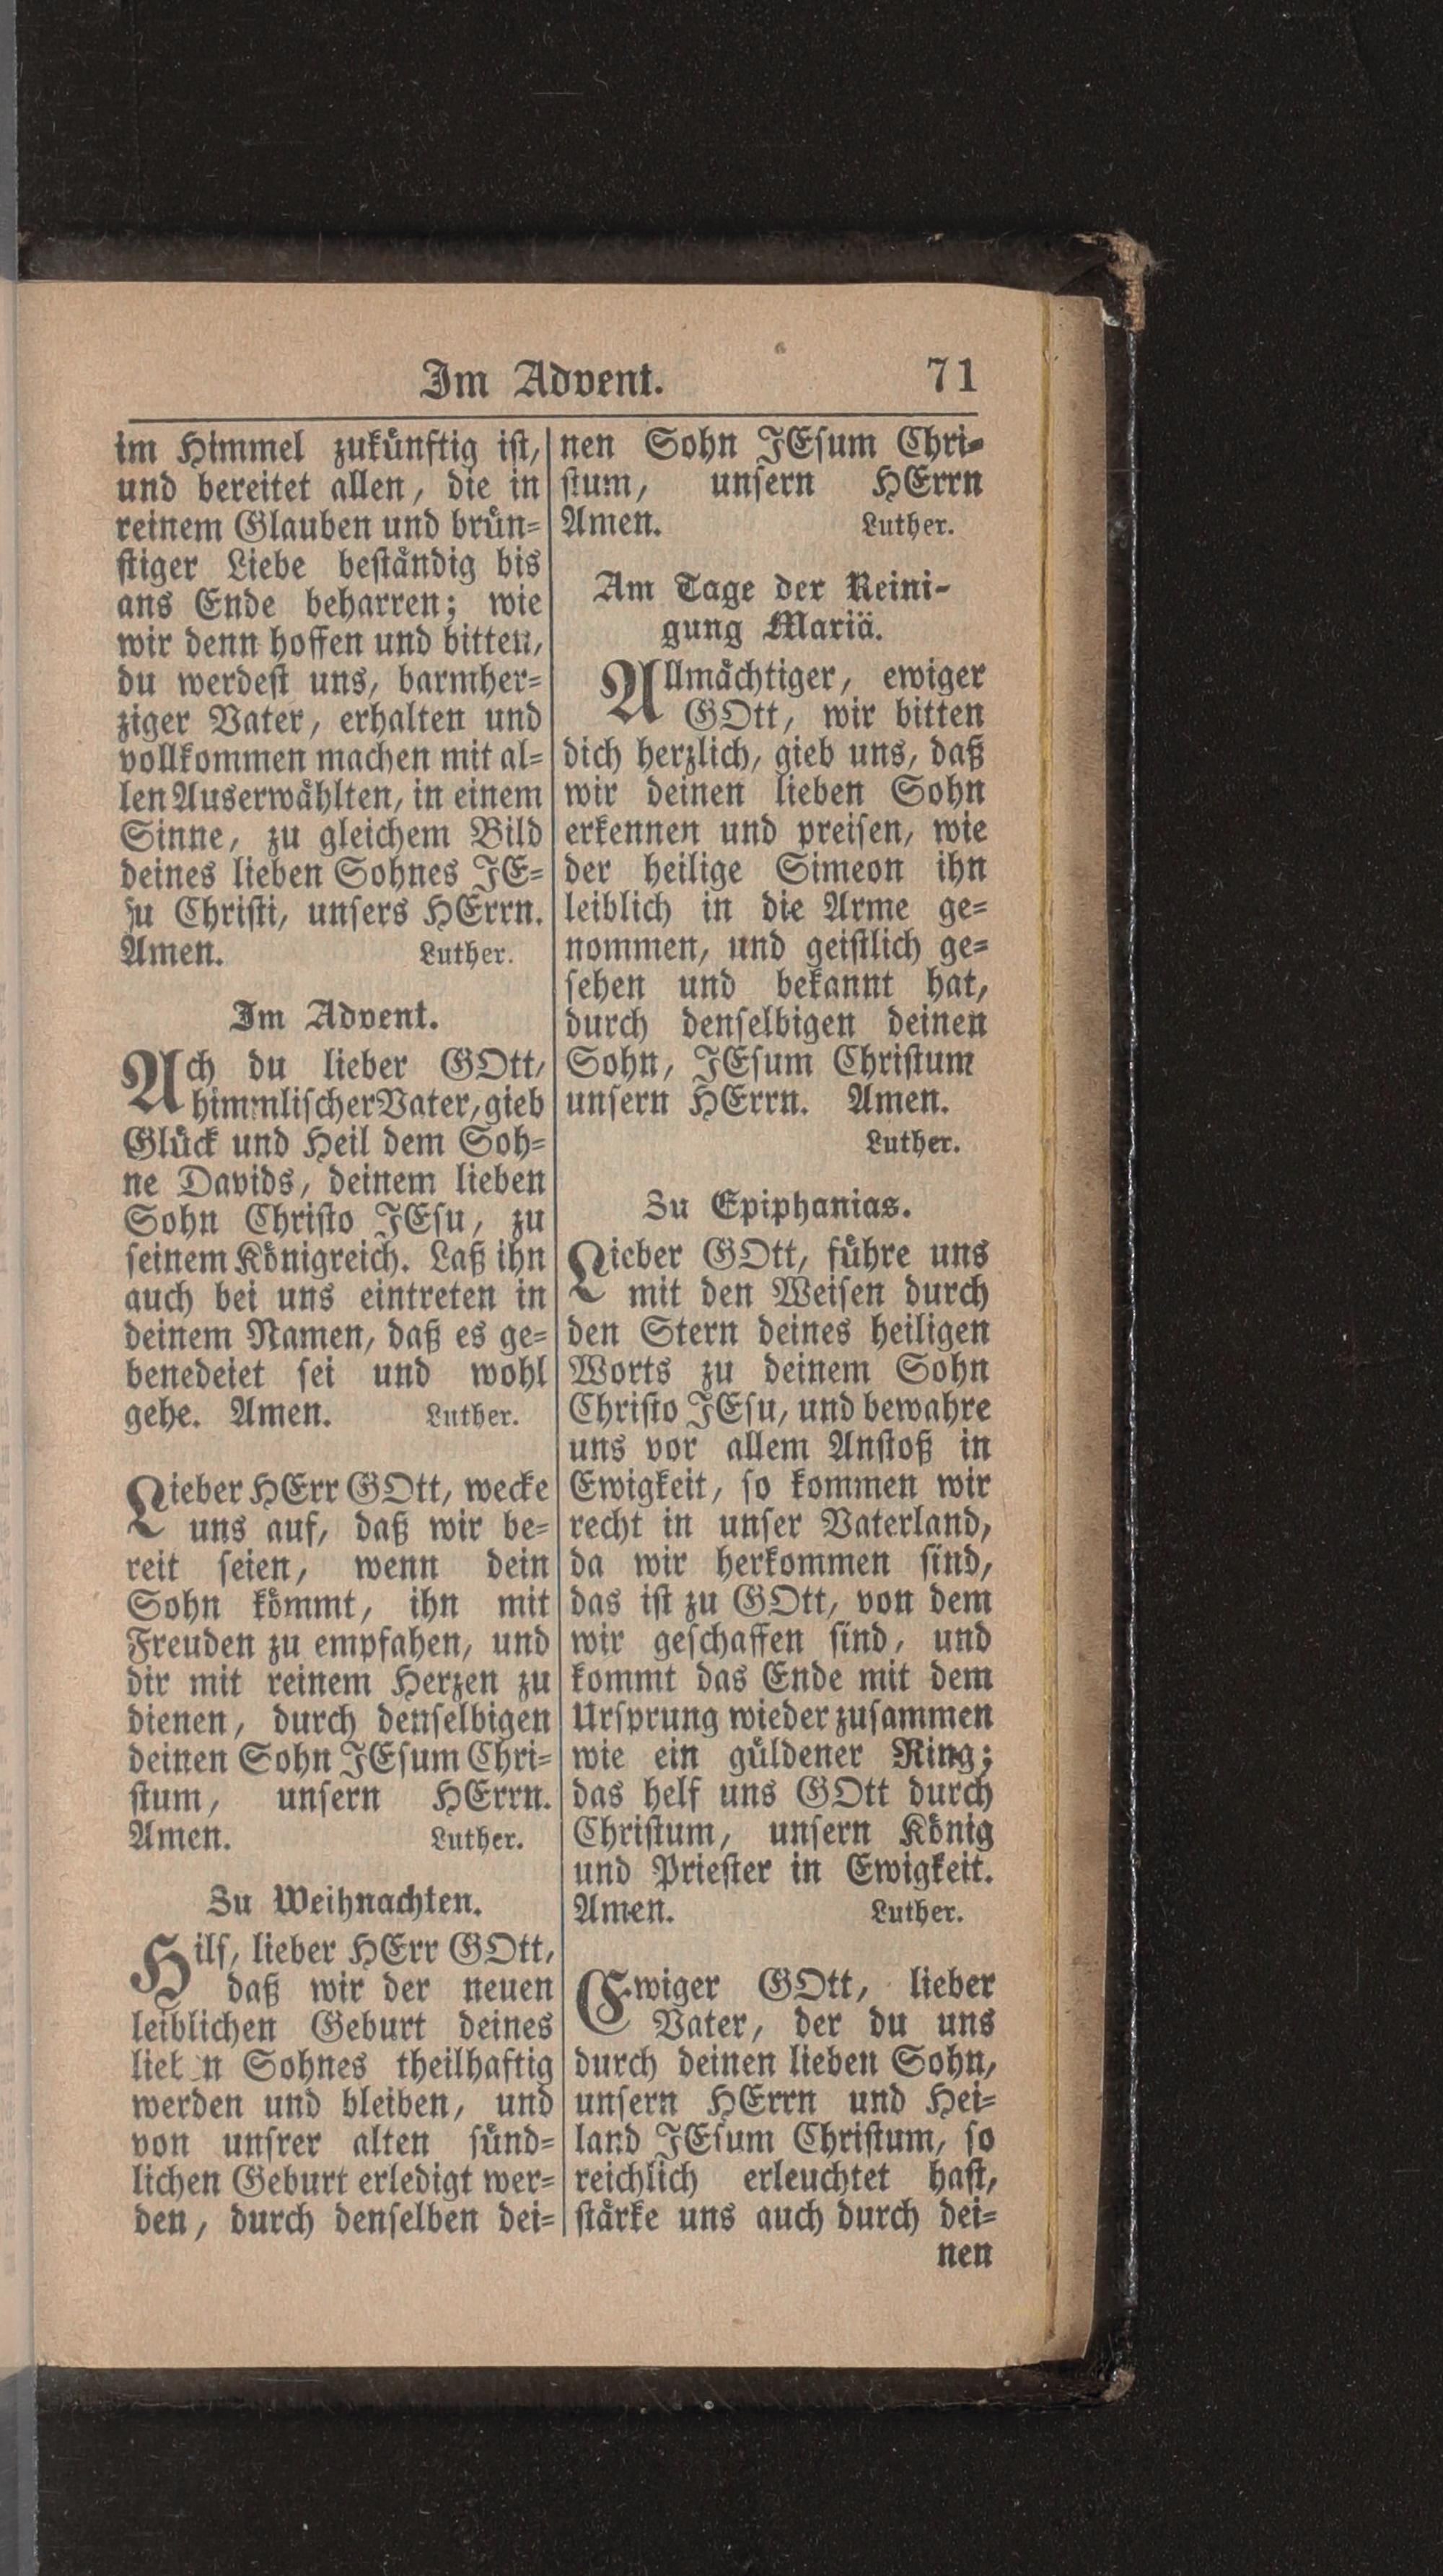 Im Advent. 71
im Himmel zukünftig ist,
und bereitet allen, die in
reinem Glauben und brün-
stiger Liebe beständig bis
ans Ende beharren; wie
wir denn hoffen und bitten,
du werdest uns, barmher-
ziger Vater, erhalten und
vollkommen machen mit al-
len Auserwählten, in einem
Sinne, zu gleichem Bild
deines lieben Sohnes JE-
su Christi, unsers HErrn.
Amen. Luther.
Im Advent.
Ach du lieber GOtt,
himmlischer Vater, gieb
Glück und Heil dem Soh-
ne Davids, deinem lieben
Sohn Christo JEsu, zu
seinem Königreich. Laß ihn
auch bei uns eintreten in
deinem Namen, daß es ge-
benedeiet sei und wohl
gehe. Amen. Luther.
Lieber HErr GOtt, wecke
uns auf, daß wir be-
reit seien, wenn dein
Sohn kömmt, ihn mit
Freuden zu empfahen, und
dir mit reinem Herzen zu
dienen, durch denselbigen
deinen Sohn JEsum Chri-
stum, unsern HErrn.
Amen. Luther.
Zu Weihnachten.
Hilf, lieber HErr GOtt,
daß wir der neuen
leiblichen Geburt deines
lieben Sohnes theilhaftig
werden und bleiben, und
von unsrer alten sünd-
lichen Geburt erledigt wer-
den, durch denselben dei-
nen Sohn JEsum Chri-
stum, unsern HErrn
Amen. Luther.
Am Tage der Reini-
gung Mariä.
Allmächtiger, ewiger
GOtt, wir bitten
dich herzlich, gieb uns, daß
wir deinen lieben Sohn
erkennen und preisen, wie
der heilige Simeon ihn
leiblich in die Arme ge-
nommen, und geistlich ge-
sehen und bekannt hat,
durch denselbigen deinen
Sohn, JEsum Christum
unsern HErrn. Amen.
Luther.
Zu Epiphanias.
Lieber GOtt, führe uns
mit den Weisen durch
den Stern deines heiligen
Worts zu deinem Sohn
Christo JEsu, und bewahre
uns vor allem Anstoß in
Ewigkeit, so kommen wir
recht in unser Vaterland,
da wir herkommen sind,
das ist zu GOtt, von dem
wir geschaffen sind, und
kommt das Ende mit dem
Ursprung wieder zusammen
wie ein güldener Ring;
das helf uns GOtt durch
Christum, unsern König
und Priester in Ewigkeit.
Amen. Luther.
Ewiger GOtt, lieber
Vater, der du uns
durch deinen lieben Sohn,
unsern HErrn und Hei-
land JEsum Christum, so
reichlich erleuchtet hast,
stärke uns auch durch dei-
nen